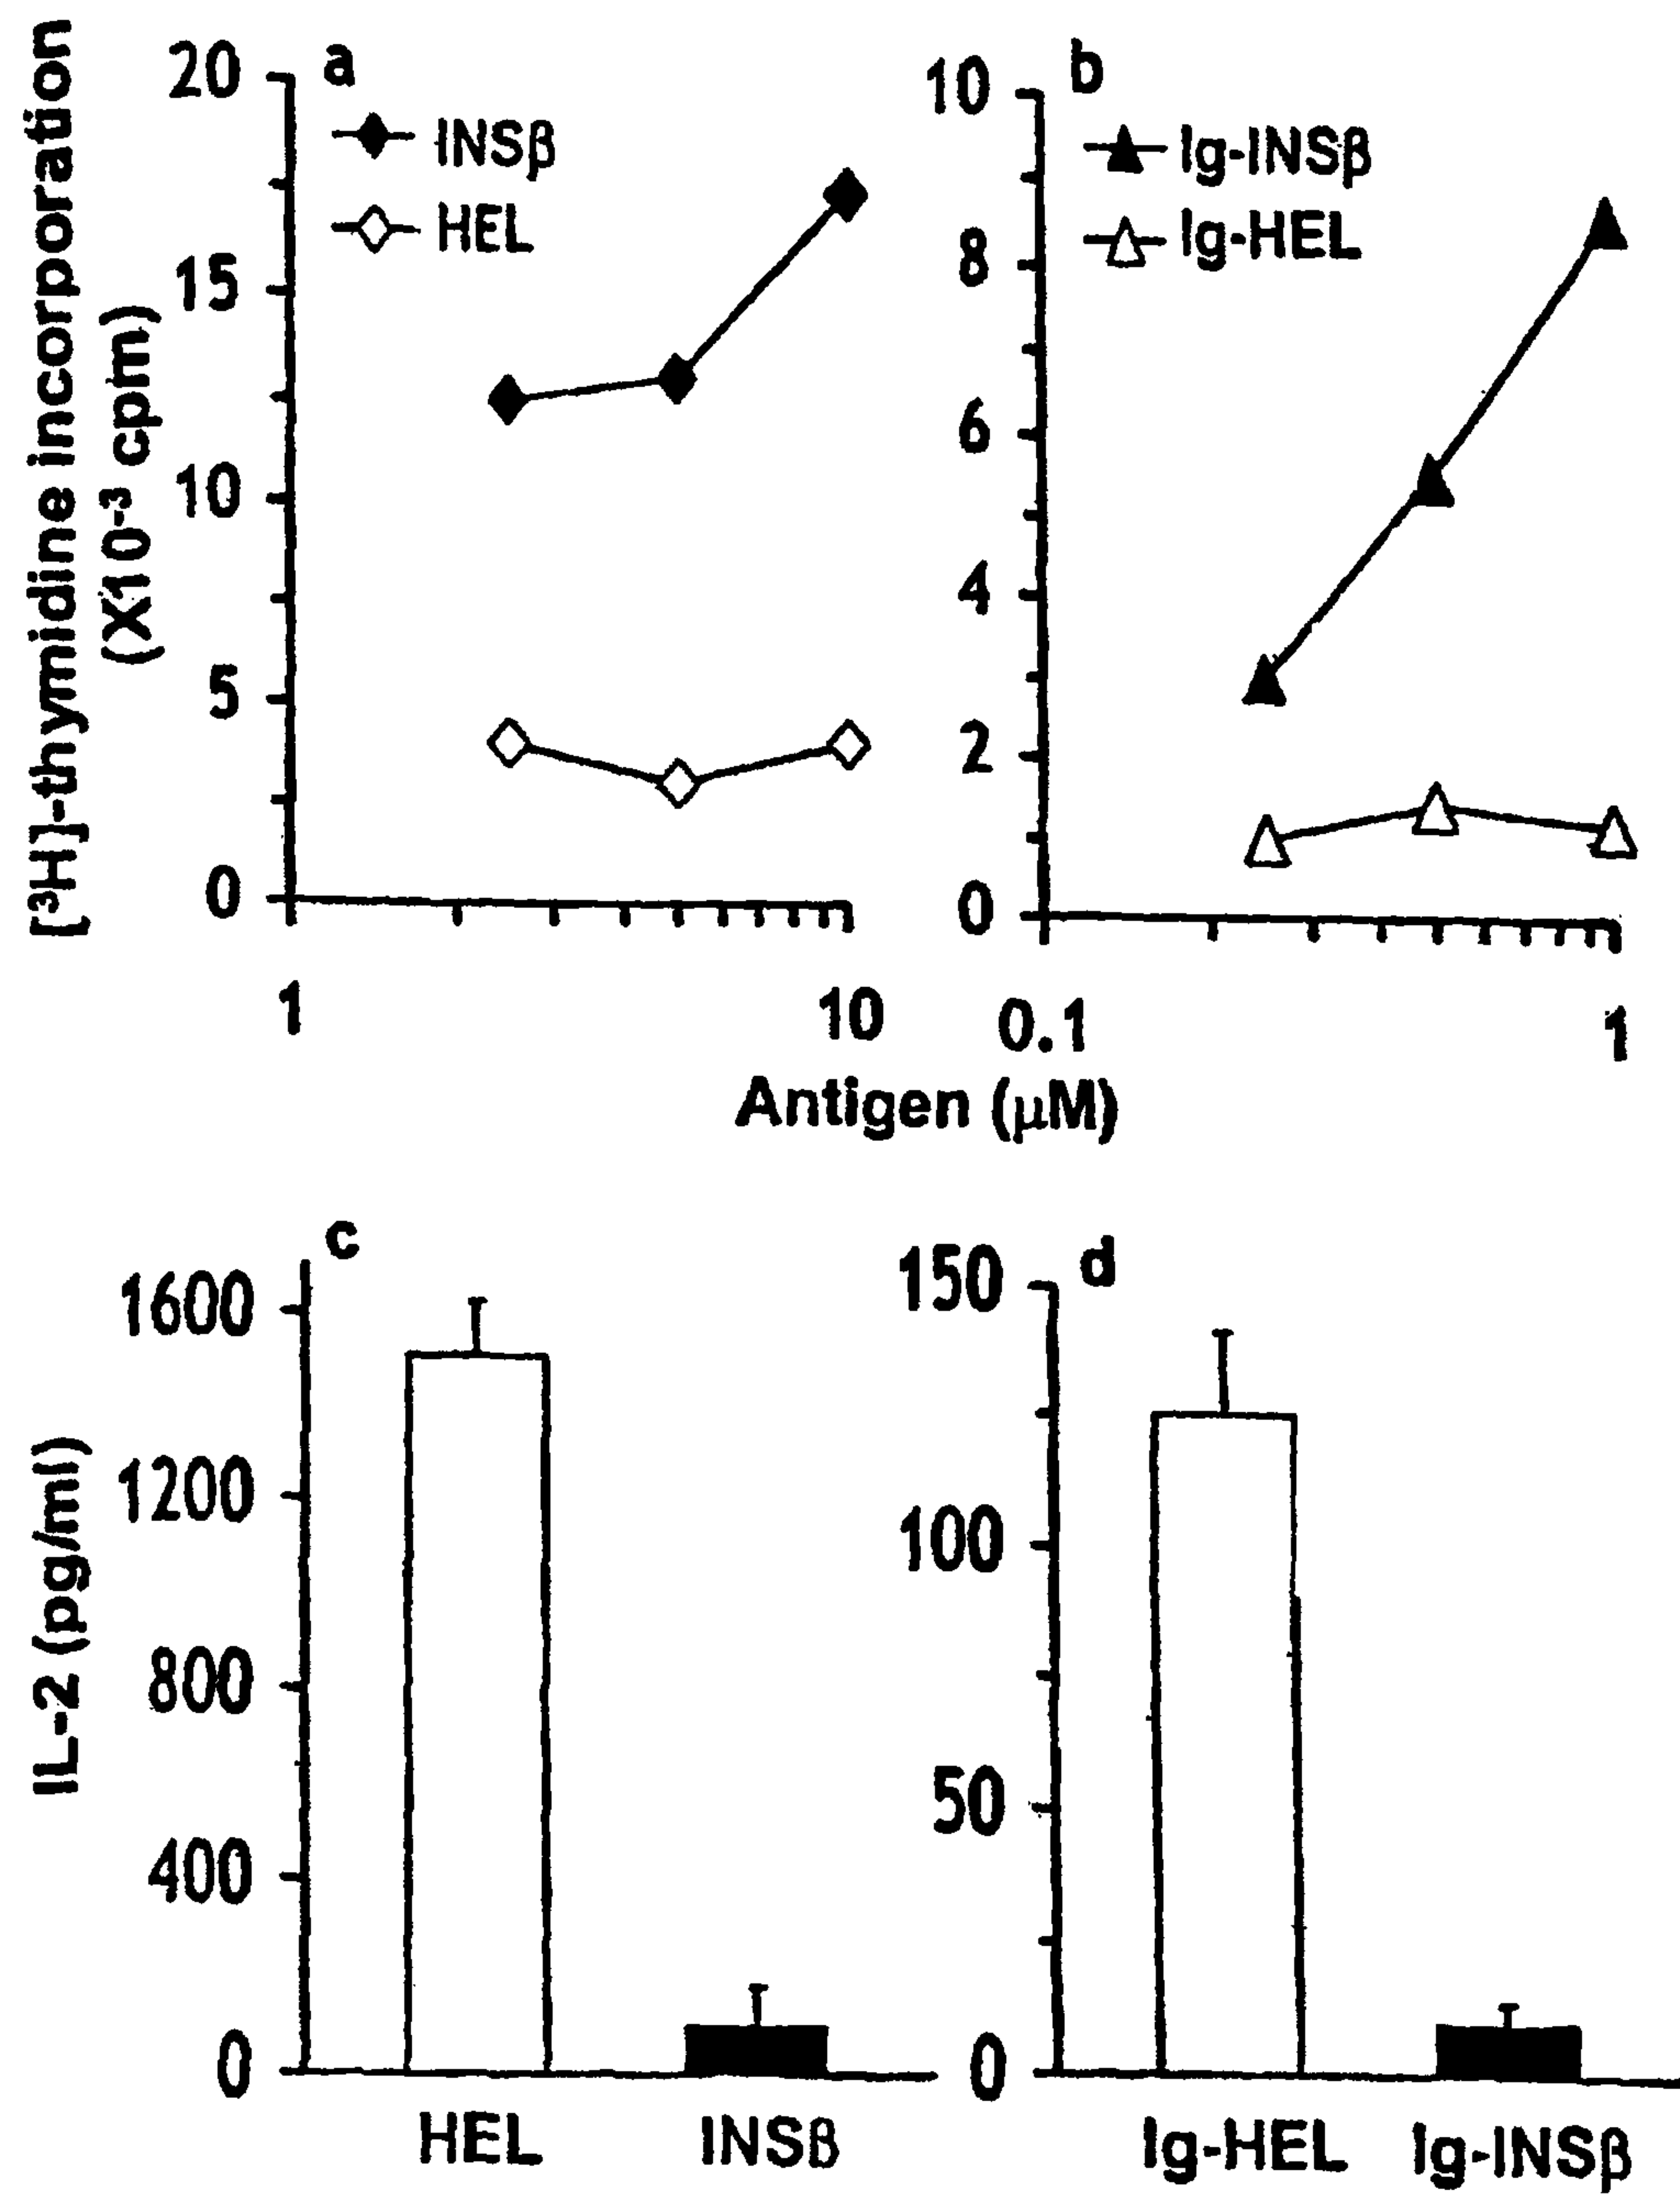 [³H]-thymidine incorporation
(X10⁻³ cpm)
a
20
15
10
5
0
INSβ
HEL
1
10
b
10
8
6
4
2
0
Ig-INSβ
Ig-HEL
0.1
1
Antigen (μM)
IL-2 (pg/ml)
c
1600
1200
800
400
0
HEL
INSβ
d
150
100
50
0
Ig-HEL
Ig-INSβ